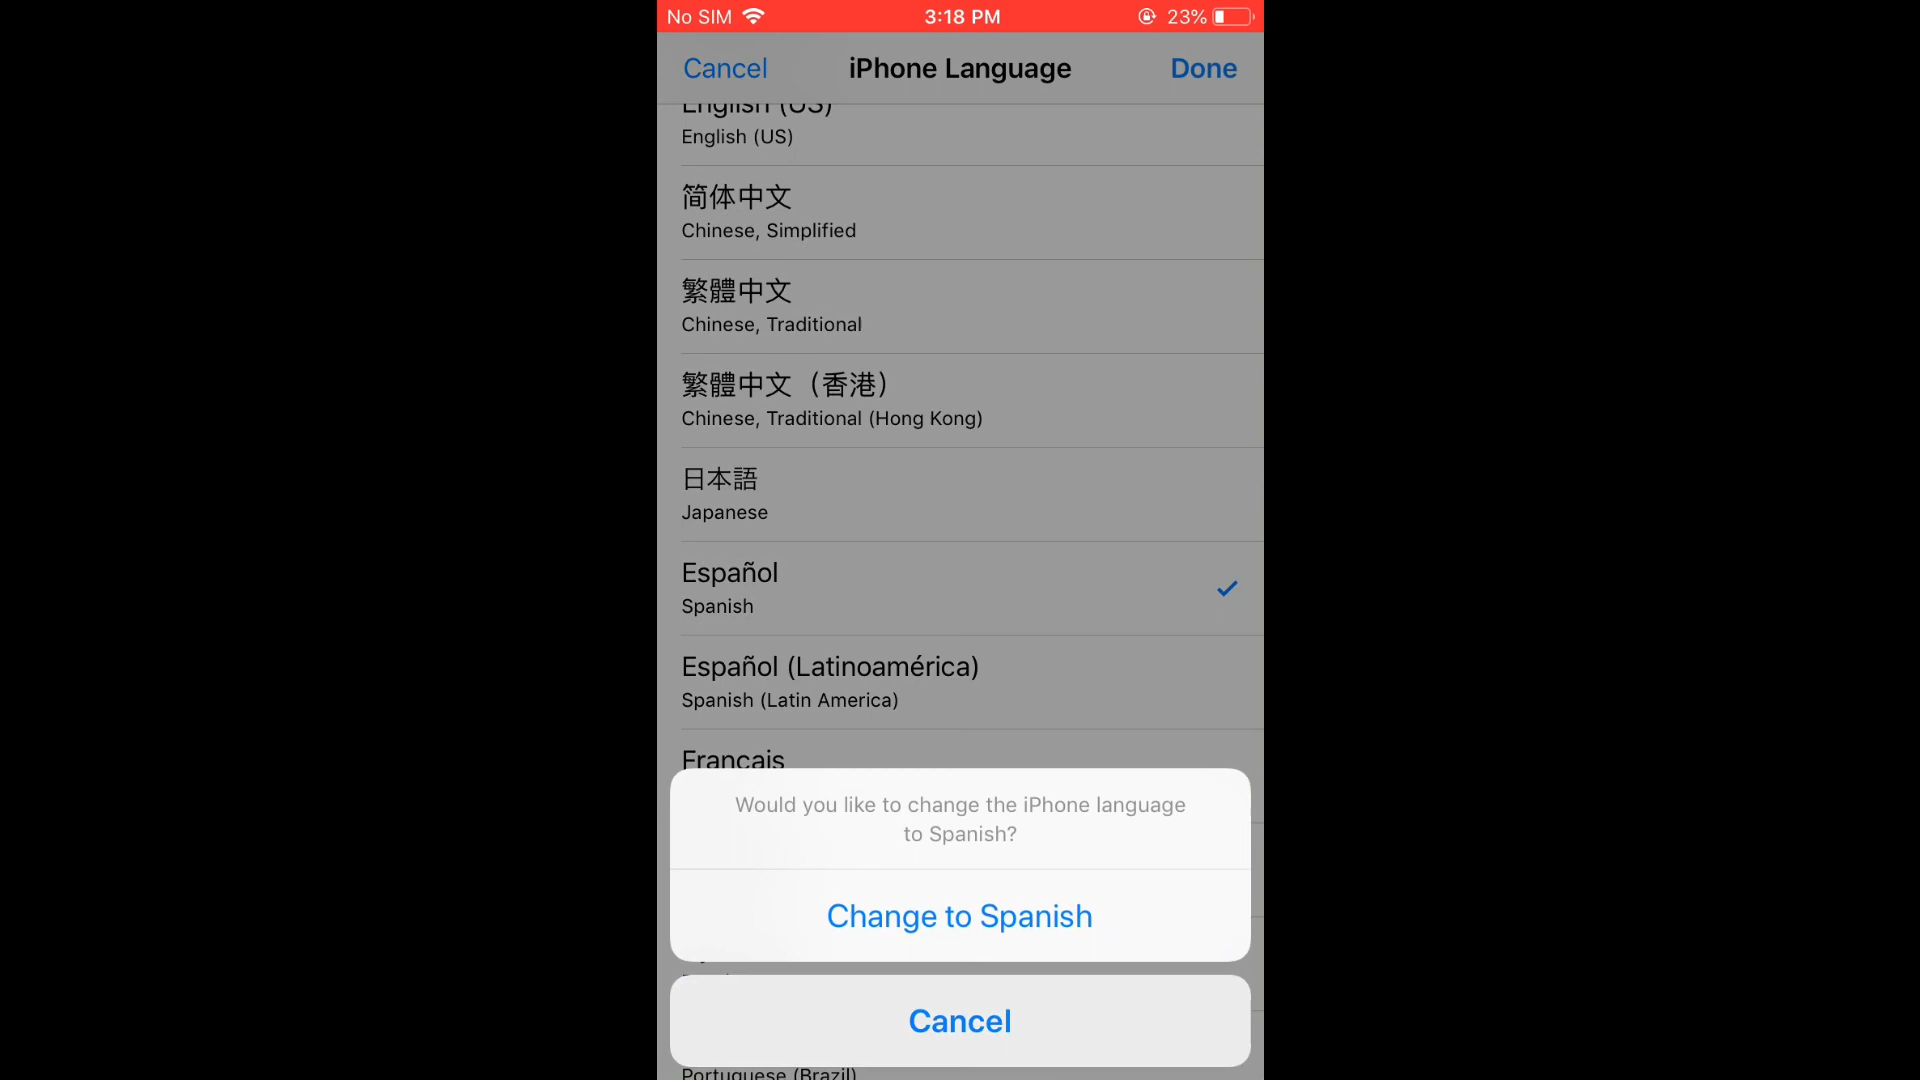 No SIM 3:18 PM 23%
Cancel iPhone Language Done
English (US)
English (US)
简体中文
Chinese, Simplified
繁體中文
Chinese, Traditional
繁體中文（香港）
Chinese, Traditional (Hong Kong)
日本語
Japanese
Español
Spanish
Español (Latinoamérica)
Spanish (Latin America)
Français
Would you like to change the iPhone language
to Spanish?
Change to Spanish
Cancel
Portuguese (Brazil)